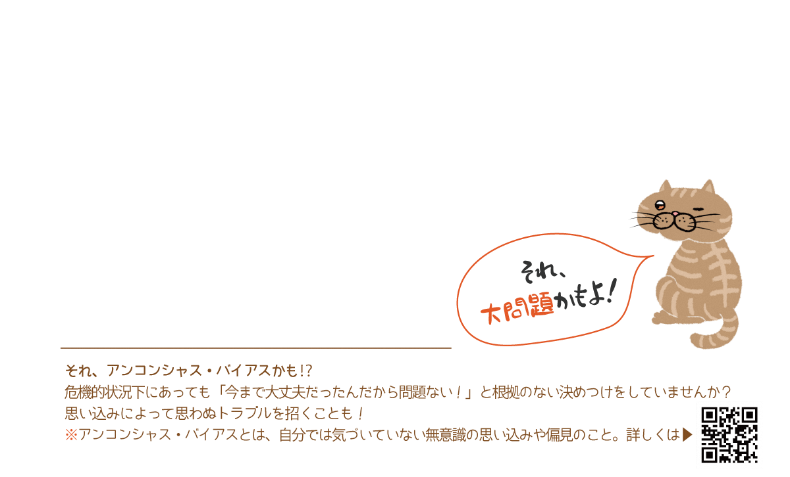 それ、
大問題かもよ!
それ、アンコンシャス・バイアスかも!?
危機的状況下にあっても「今まで大丈夫だったんだから問題ない!」と根拠のない決めつけをしていませんか?
思い込みによって思わぬトラブルを招くことも!
※アンコンシャス・バイアスとは、自分では気づいていない無意識の思い込みや偏見のこと。詳しくは▶